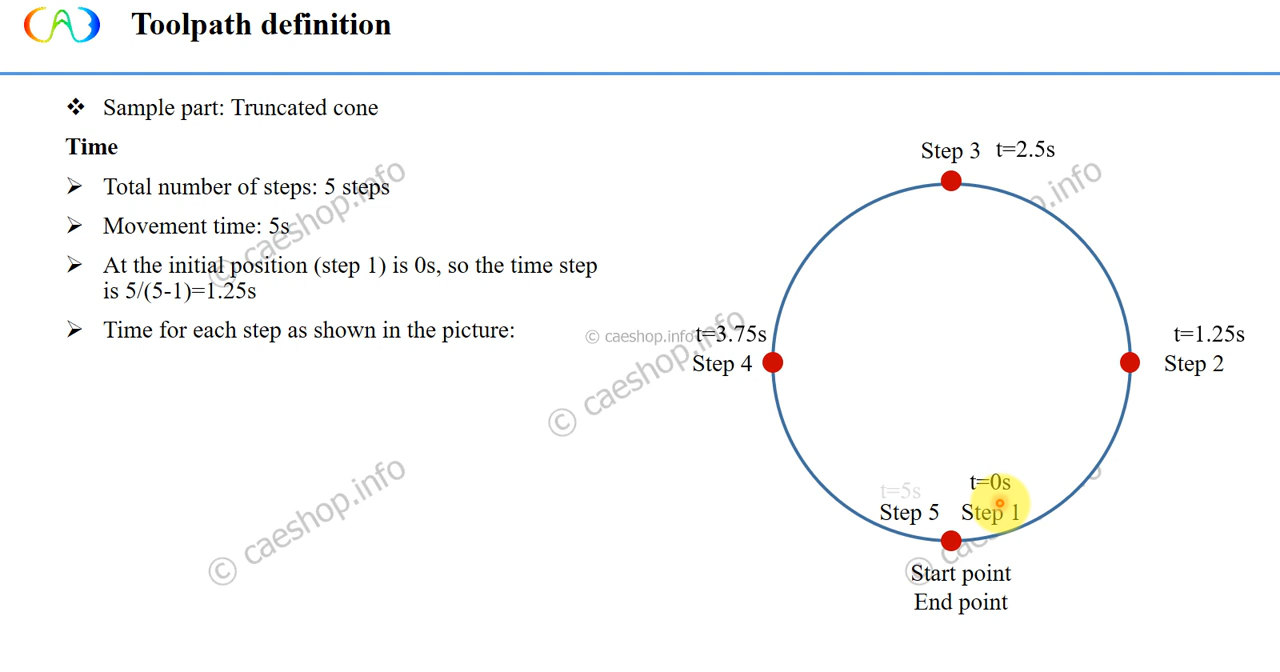 Toolpath definition
❖ Sample part: Truncated cone
Time
➢ Total number of steps: 5 steps
➢ Movement time: 5s
➢ At the initial position (step 1) is 0s, so the time step
is 5/(5-1)=1.25s
➢ Time for each step as shown in the picture:
Step 3 t=2.5s
t=3.75s
Step 4
t=1.25s
Step 2
t=5s t=0s
Step 5 Step 1
Start point
End point
© caeshop.info
© caeshop.info
© caeshop.info
© caeshop.info
p.info
© cae